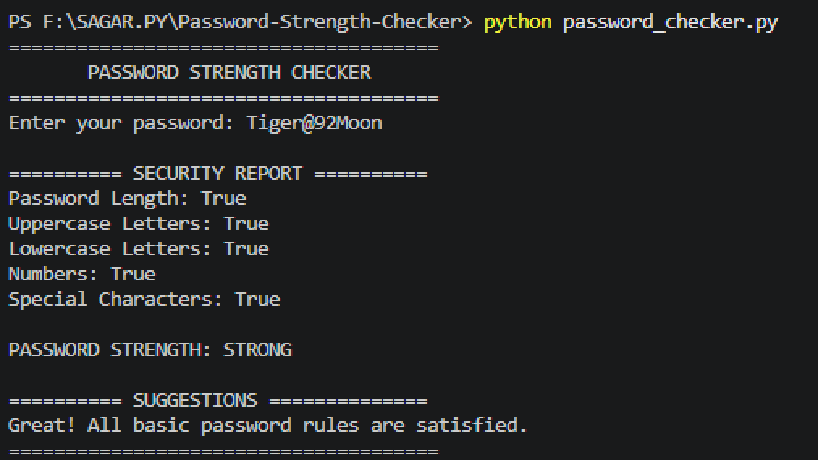 PS F:\SAGAR.PY\Password-Strength-Checker> python password_checker.py
======================================
PASSWORD STRENGTH CHECKER
======================================
Enter your password: Tiger@92Moon
========== SECURITY REPORT ==========
Password Length: True
Uppercase Letters: True
Lowercase Letters: True
Numbers: True
Special Characters: True
PASSWORD STRENGTH: STRONG
========== SUGGESTIONS ==============
Great! All basic password rules are satisfied.
======================================